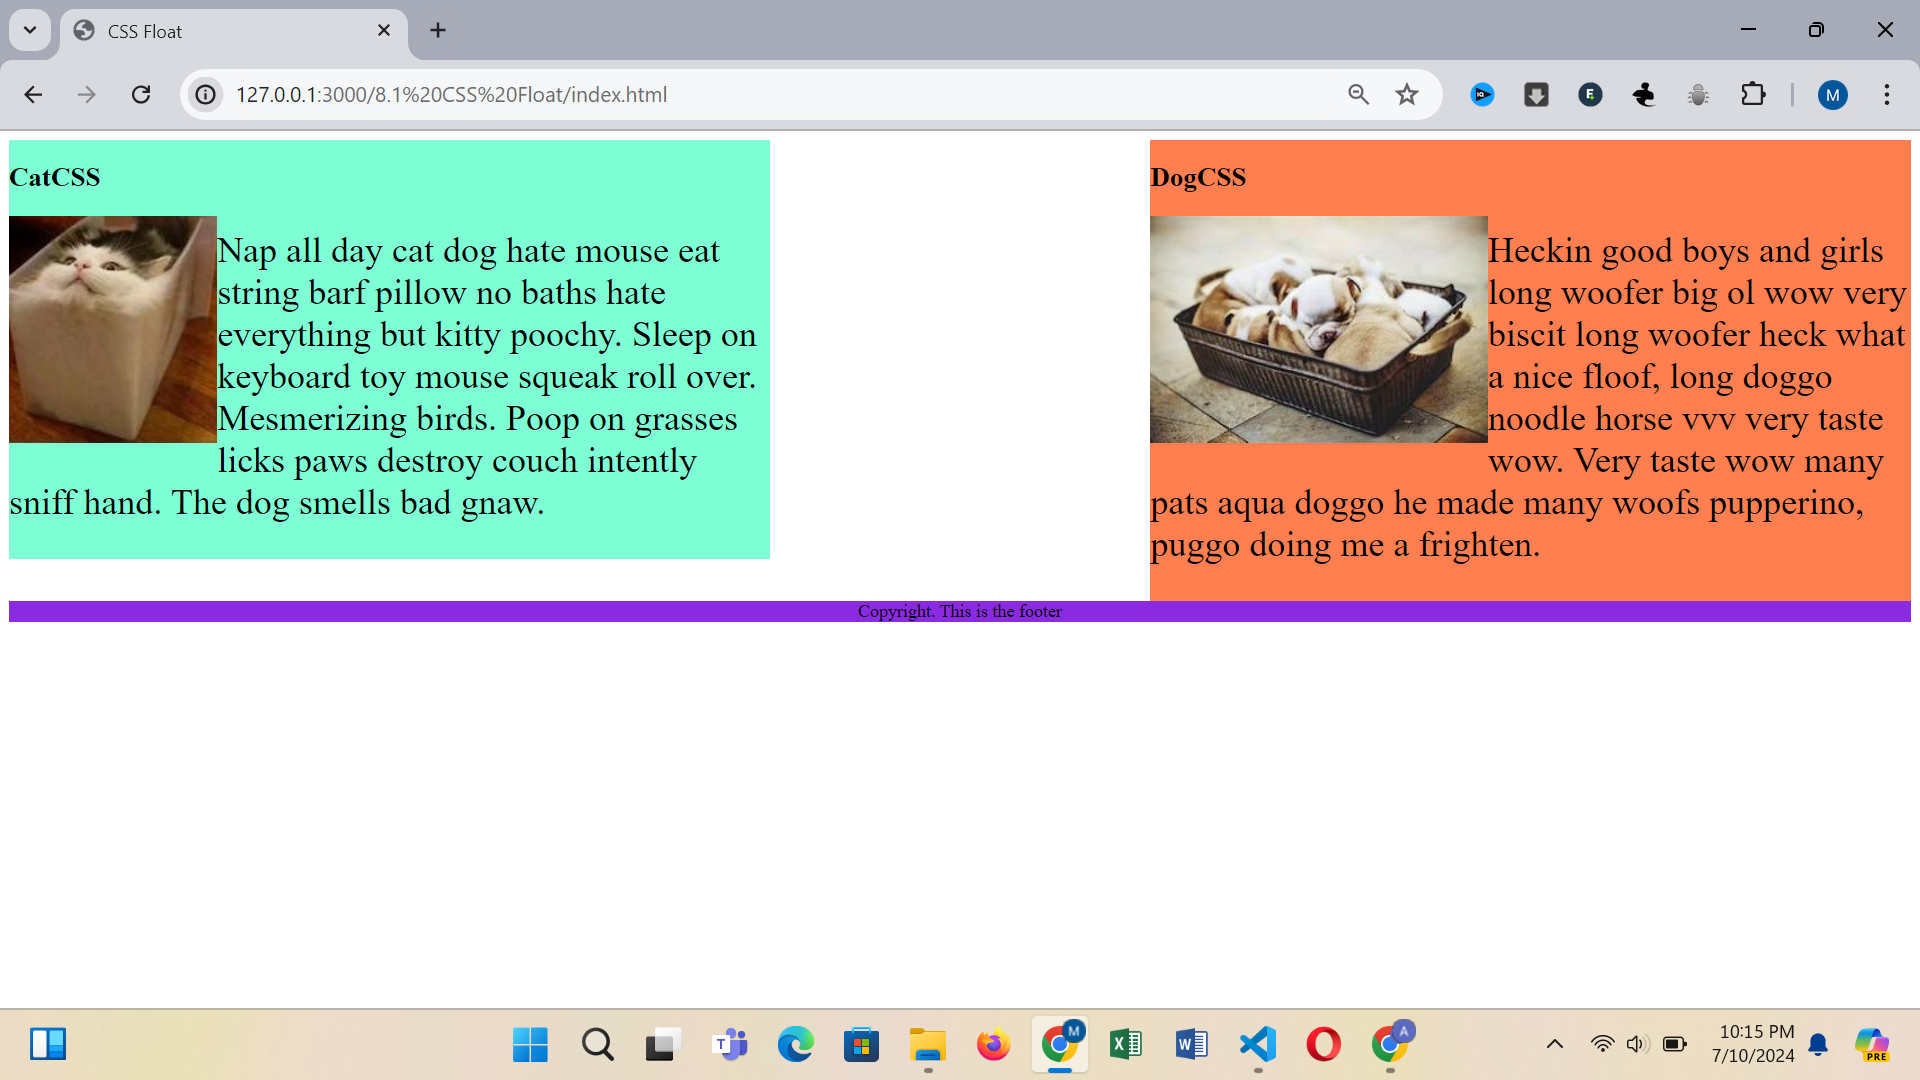 CSS Float
127.0.0.1:3000/8.1%20CSS%20Float/index.html
M
CatCSS
Nap all day cat dog hate mouse eat
string barf pillow no baths hate
everything but kitty poochy. Sleep on
keyboard toy mouse squeak roll over.
Mesmerizing birds. Poop on grasses
licks paws destroy couch intently
sniff hand. The dog smells bad gnaw.
DogCSS
Heckin good boys and girls
long woofer big ol wow very
biscit long woofer heck what
a nice floof, long doggo
noodle horse vvv very taste
wow. Very taste wow many
pats aqua doggo he made many woofs pupperino,
puggo doing me a frighten.
Copyright. This is the footer
T
M
X
W
A
10:15 PM
7/10/2024
PRE